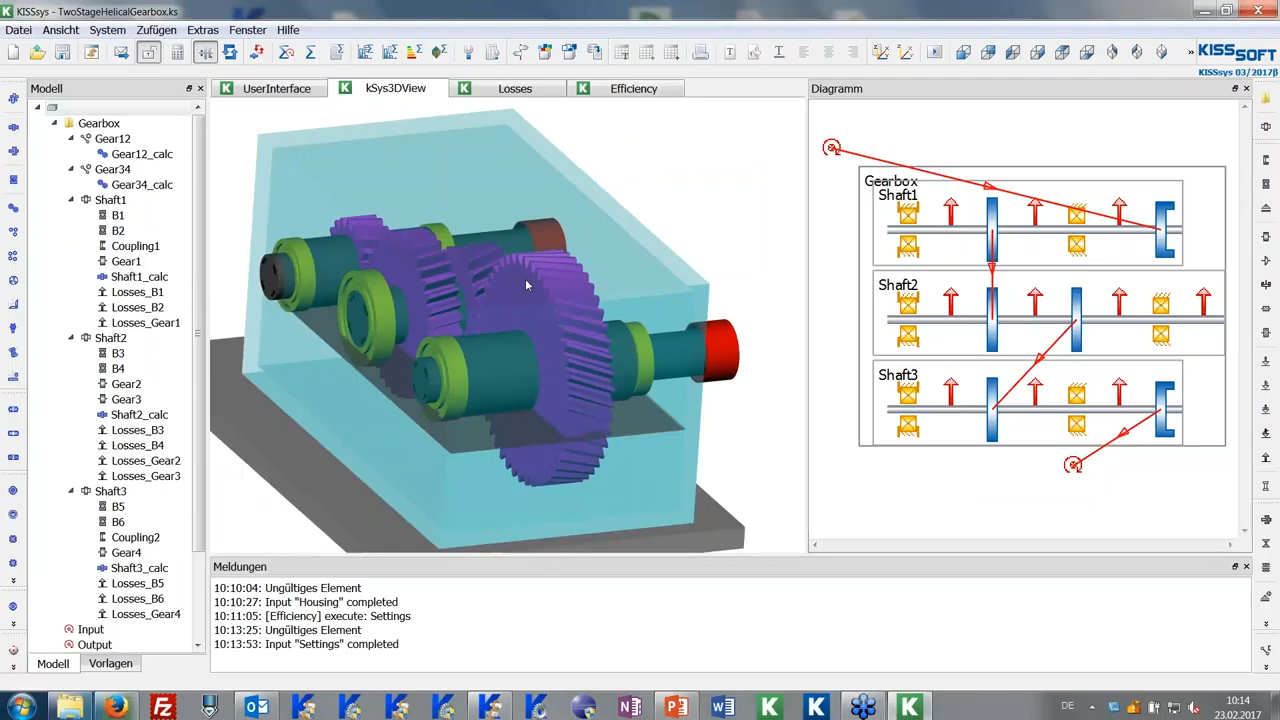 KISSsys - TwoStageHelicalGearbox.ks
Datei Ansicht System Zufügen Extras Fenster Hilfe
KISSSOFT
KISSsys 03/2017β
Modell
UserInterface
kSys3DView
Losses
Efficiency
Diagramm
Gearbox
Gear12
Gear12_calc
Gear34
Gear34_calc
Shaft1
B1
B2
Coupling1
Gear1
Shaft1_calc
Losses_B1
Losses_B2
Losses_Gear1
Shaft2
B3
B4
Gear2
Gear3
Shaft2_calc
Losses_B3
Losses_B4
Losses_Gear2
Losses_Gear3
Shaft3
B5
B6
Coupling2
Gear4
Shaft3_calc
Losses_B5
Losses_B6
Losses_Gear4
Input
Output
Modell Vorlagen
Gearbox
Shaft1
Shaft2
Shaft3
Meldungen
10:10:04: Ungültiges Element
10:10:27: Input "Housing" completed
10:11:05: [Efficiency] execute: Settings
10:13:25: Ungültiges Element
10:13:53: Input "Settings" completed
DE
10:14
23.02.2017